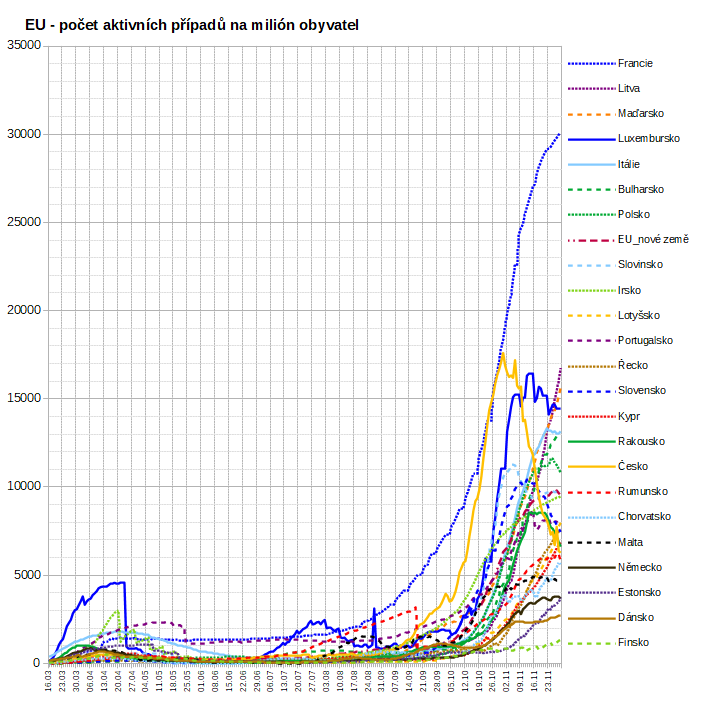 EU - počet aktivních případů na milión obyvatel
35000
30000
25000
20000
15000
10000
5000
0
16.03 23.03 30.03 06.04 13.04 20.04 27.04 04.05 11.05 18.05 25.05 01.06 08.06 15.06 22.06 29.06 06.07 13.07 20.07 27.07 03.08 10.08 17.08 24.08 31.08 07.09 14.09 21.09 28.09 05.10 12.10 19.10 26.10 02.11 09.11 16.11 23.11
Francie
Litva
Maďarsko
Luxembursko
Itálie
Bulharsko
Polsko
EU_nové země
Slovinsko
Irsko
Lotyšsko
Portugalsko
Řecko
Slovensko
Kypr
Rakousko
Česko
Rumunsko
Chorvatsko
Malta
Německo
Estonsko
Dánsko
Finsko